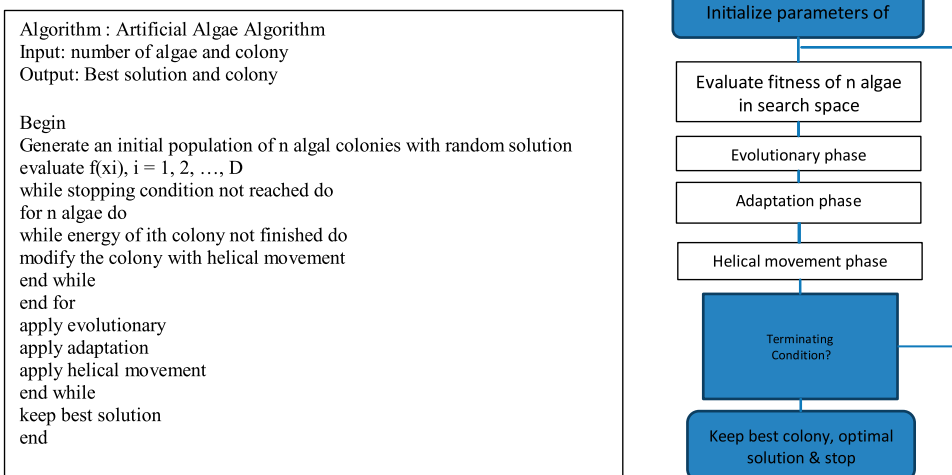 Algorithm : Artificial Algae Algorithm
Input: number of algae and colony
Output: Best solution and colony
Begin
Generate an initial population of n algal colonies with random solution
evaluate f(xi), i = 1, 2, …, D
while stopping condition not reached do
for n algae do
while energy of ith colony not finished do
modify the colony with helical movement
end while
end for
apply evolutionary
apply adaptation
apply helical movement
end while
keep best solution
end
Initialize parameters of
Evaluate fitness of n algae
in search space
Evolutionary phase
Adaptation phase
Helical movement phase
Terminating
Condition?
Keep best colony, optimal
solution & stop